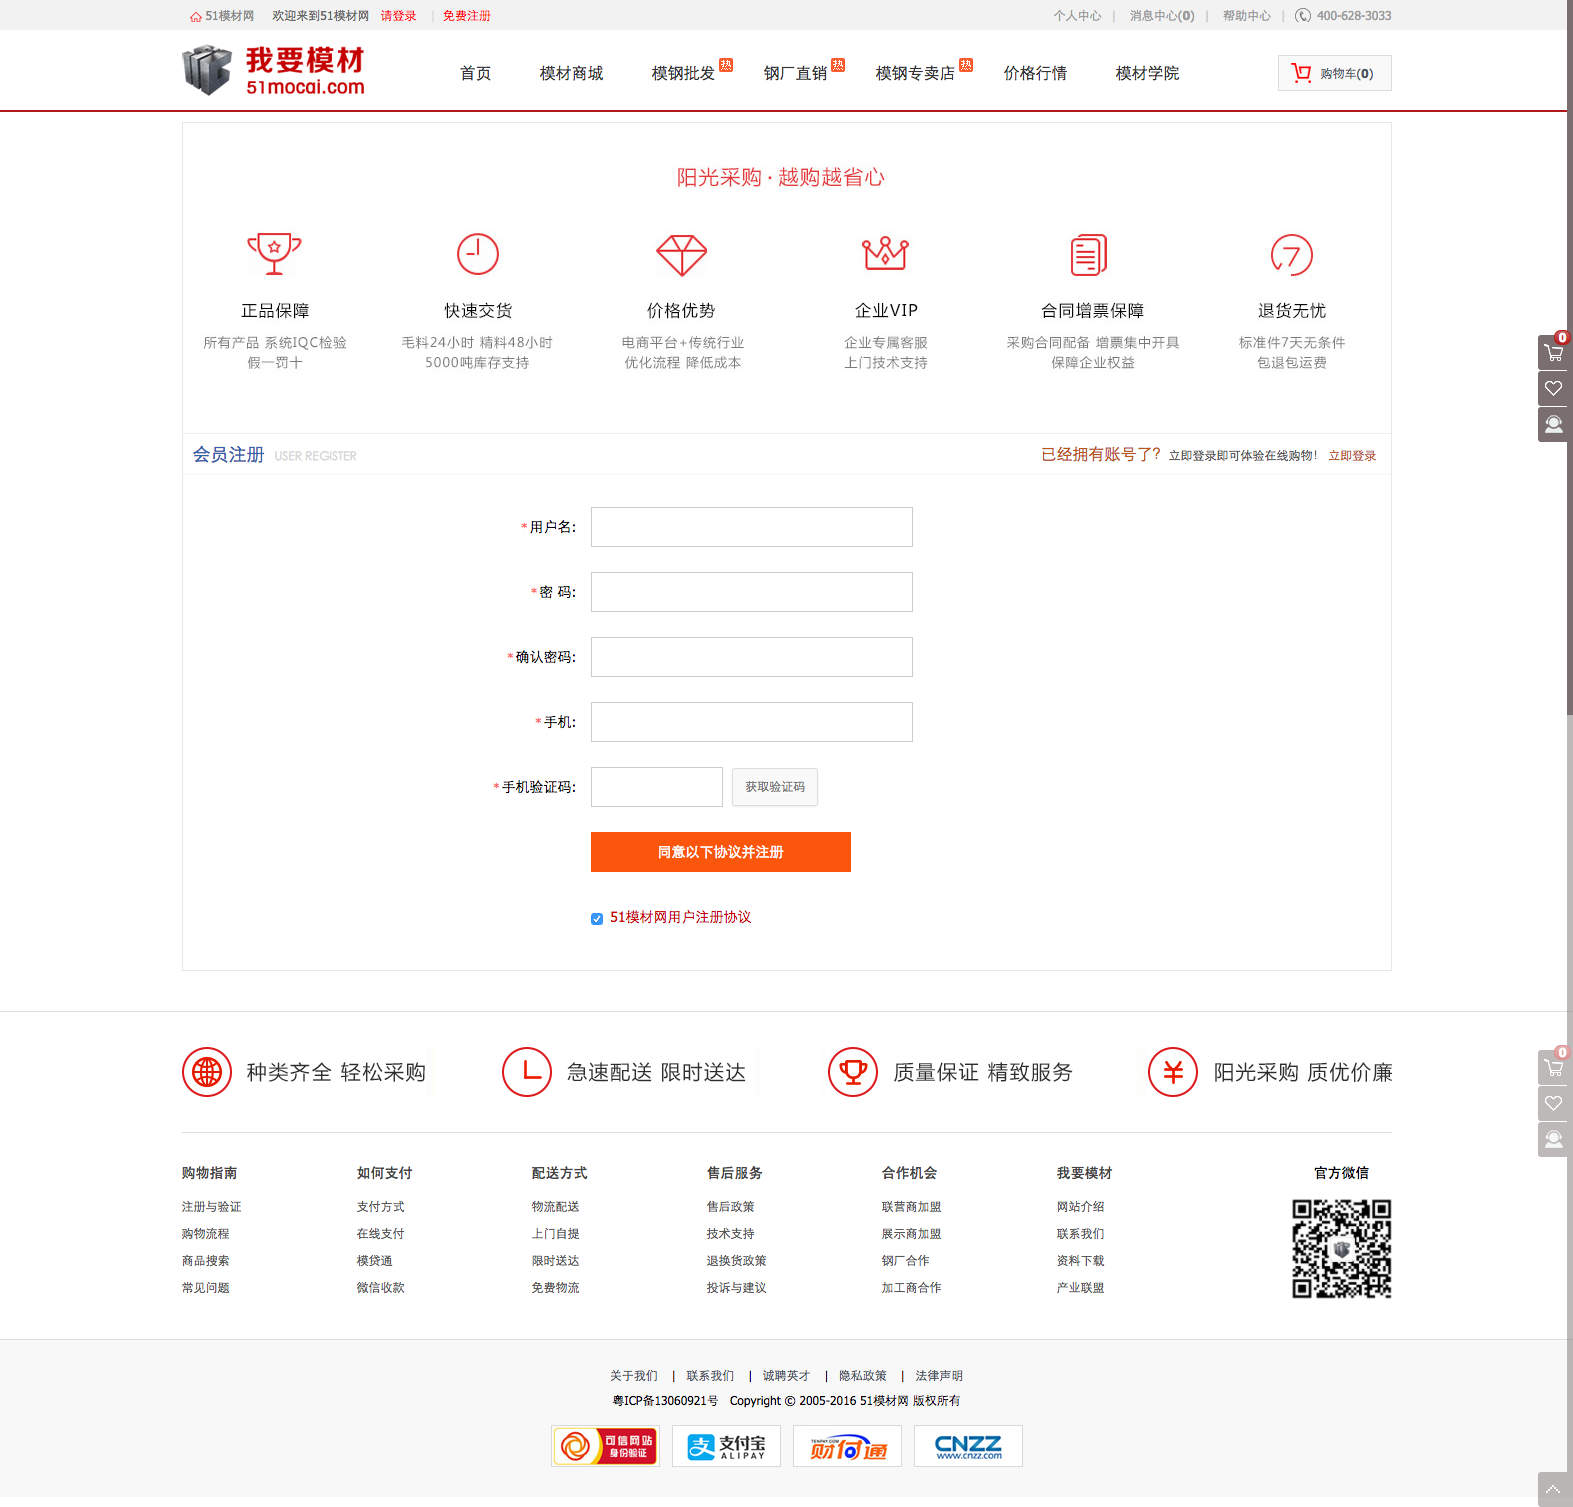 51模材网 欢迎来到51模材网 请登录 | 免费注册 个人中心 | 消息中心(0) | 帮助中心 | 400-628-3033
我要模材
51mocai.com
首页 模材商城 模钢批发 热 钢厂直销 热 模钢专卖店 热 价格行情 模材学院 购物车(0)
阳光采购·越购越省心
7
正品保障 快速交货 价格优势 企业VIP 合同增票保障 退货无忧
所有产品 系统IQC检验 毛料24小时 精料48小时 电商平台+传统行业 企业专属客服 采购合同配备 增票集中开具 标准件7天无条件
假一罚十 5000吨库存支持 优化流程 降低成本 上门技术支持 保障企业权益 包退包运费
0
会员注册 USER REGISTER 已经拥有账号了? 立即登录即可体验在线购物! 立即登录
*用户名:
*密 码:
*确认密码:
*手机:
*手机验证码: 获取验证码
同意以下协议并注册
51模材网用户注册协议
0
种类齐全 轻松采购 急速配送 限时送达 质量保证 精致服务 ¥ 阳光采购 质优价廉
购物指南 如何支付 配送方式 售后服务 合作机会 我要模材 官方微信
注册与验证 支付方式 物流配送 售后政策 联营商加盟 网站介绍
购物流程 在线支付 上门自提 技术支持 展示商加盟 联系我们
商品搜索 模贷通 限时送达 退换货政策 钢厂合作 资料下载
常见问题 微信收款 免费物流 投诉与建议 加工商合作 产业联盟
关于我们 | 联系我们 | 诚聘英才 | 隐私政策 | 法律声明
粤ICP备13060921号 Copyright © 2005-2016 51模材网 版权所有
可信网站 身份验证 支 支付宝 ALIPAY TENPAY.COM 财付通 CNZZ www.cnzz.com